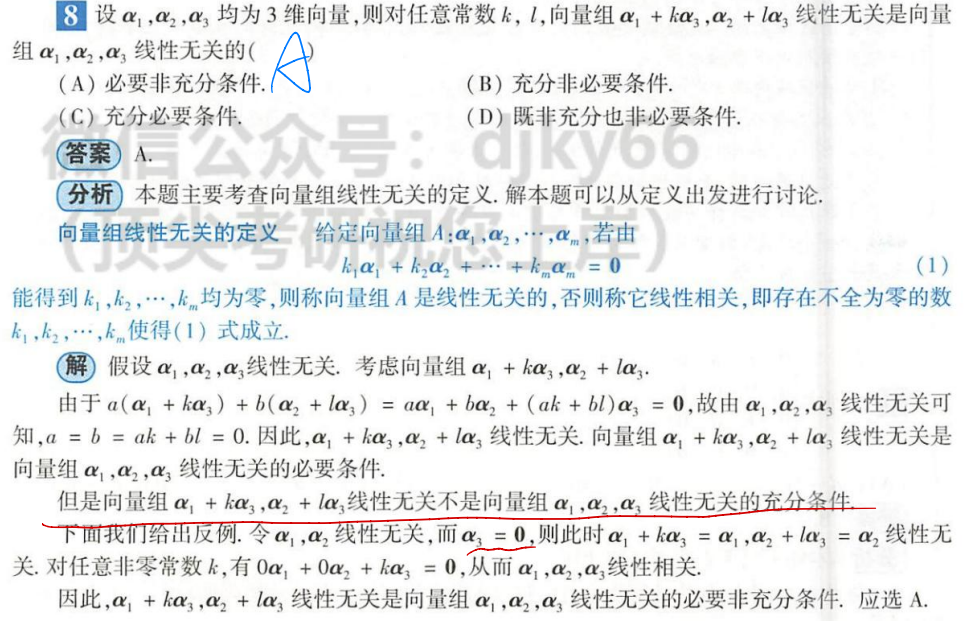 8 设 α₁,α₂,α₃ 均为 3 维向量,则对任意常数 k, l,向量组 α₁ + kα₃,α₂ + lα₃ 线性无关是向量
组 α₁,α₂,α₃ 线性无关的( A )
(A) 必要非充分条件. (B) 充分非必要条件.
(C) 充分必要条件. (D) 既非充分也非必要条件.
微信公众号：djky66
答案 A.
分析 本题主要考查向量组线性无关的定义. 解本题可以从定义出发进行讨论.
(顶尖考研祝您上岸)
向量组线性无关的定义 给定向量组 A:α₁,α₂,⋯,αₘ,若由
k₁α₁ + k₂α₂ + ⋯ + kₘαₘ = 0 (1)
能得到 k₁,k₂,⋯,kₘ均为零,则称向量组 A 是线性无关的,否则称它线性相关,即存在不全为零的数
k₁,k₂,⋯,kₘ使得(1) 式成立.
解 假设 α₁,α₂,α₃线性无关. 考虑向量组 α₁ + kα₃,α₂ + lα₃.
由于 a(α₁ + kα₃) + b(α₂ + lα₃) = aα₁ + bα₂ + (ak + bl)α₃ = 0,故由 α₁,α₂,α₃ 线性无关可
知,a = b = ak + bl = 0. 因此,α₁ + kα₃,α₂ + lα₃ 线性无关. 向量组 α₁ + kα₃,α₂ + lα₃ 线性无关是
向量组 α₁,α₂,α₃ 线性无关的必要条件.
但是向量组 α₁ + kα₃,α₂ + lα₃线性无关不是向量组 α₁,α₂,α₃ 线性无关的充分条件.
下面我们给出反例. 令 α₁,α₂ 线性无关,而 α₃ = 0,则此时 α₁ + kα₃ = α₁,α₂ + lα₃ = α₂ 线性无
关. 对任意非零常数 k,有 0α₁ + 0α₂ + kα₃ = 0,从而 α₁,α₂,α₃线性相关.
因此,α₁ + kα₃,α₂ + lα₃ 线性无关是向量组 α₁,α₂,α₃ 线性无关的必要非充分条件. 应选 A.